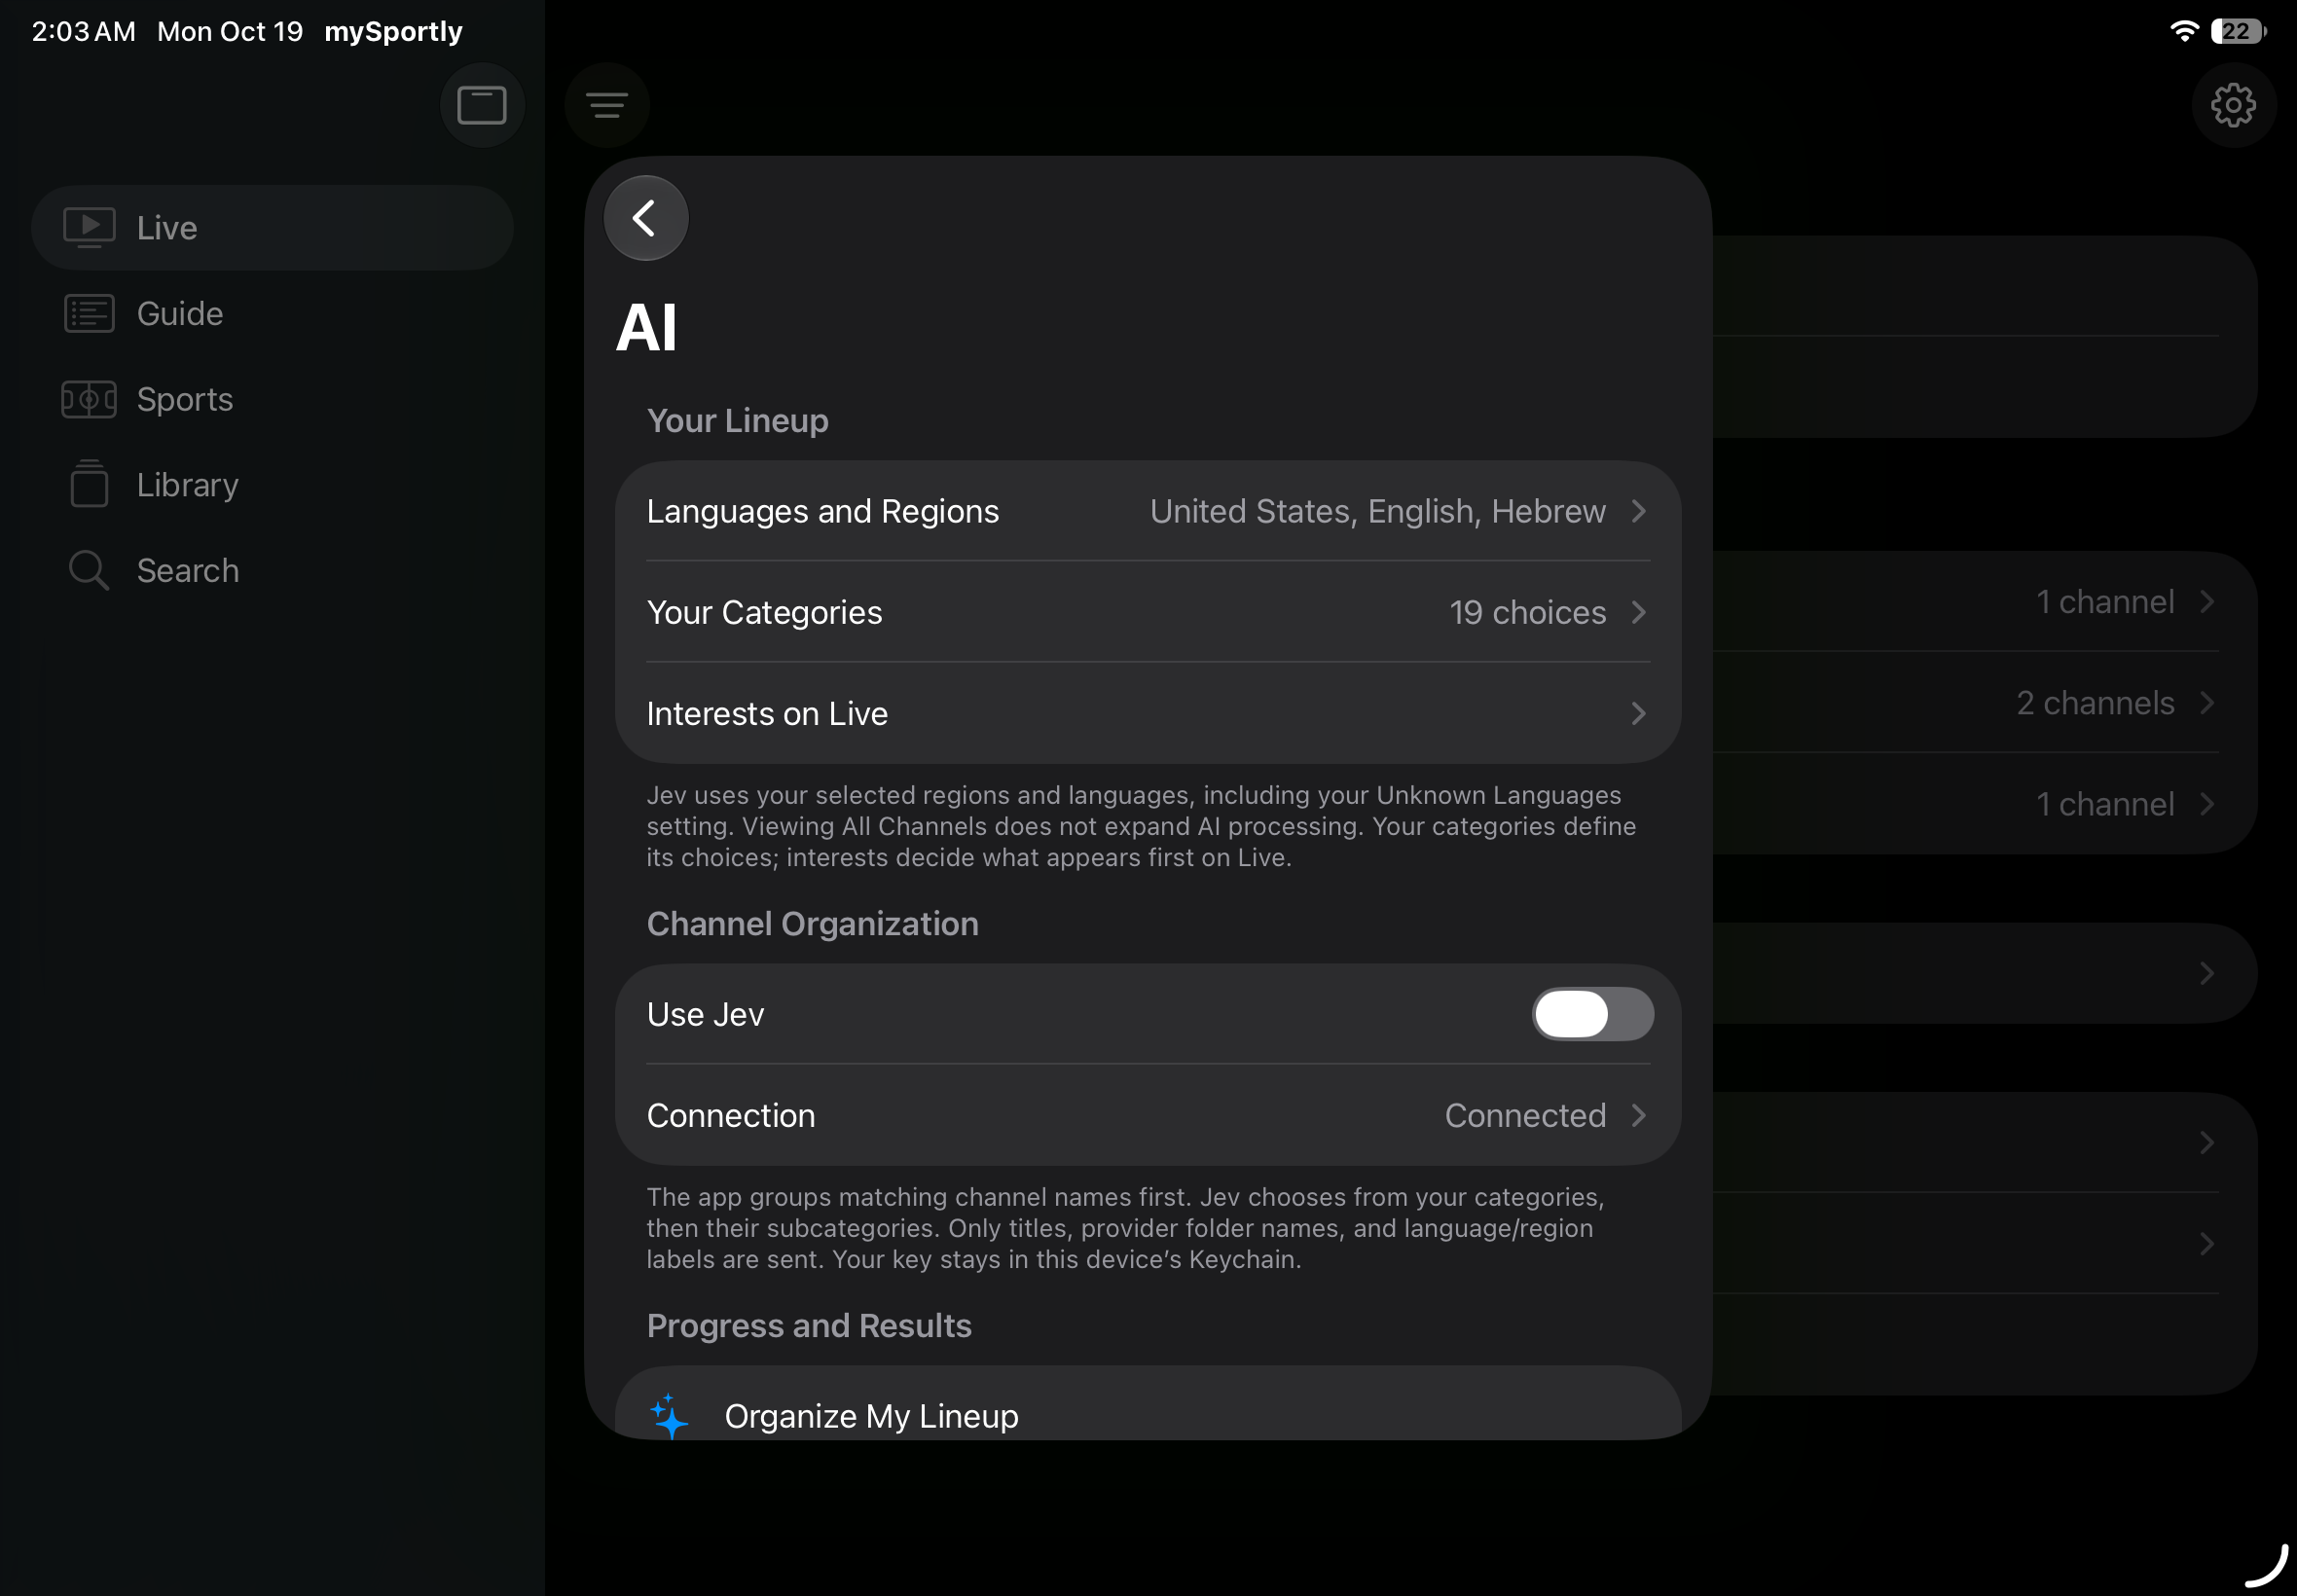 2:03 AM Mon Oct 19 mySportly
22
Live
Guide
Sports
Library
Search
AI
Your Lineup
Languages and Regions United States, English, Hebrew
Your Categories 19 choices
Interests on Live
Jev uses your selected regions and languages, including your Unknown Languages
setting. Viewing All Channels does not expand AI processing. Your categories define
its choices; interests decide what appears first on Live.
Channel Organization
Use Jev
Connection Connected
The app groups matching channel names first. Jev chooses from your categories,
then their subcategories. Only titles, provider folder names, and language/region
labels are sent. Your key stays in this device’s Keychain.
Progress and Results
Organize My Lineup
1 channel
2 channels
1 channel